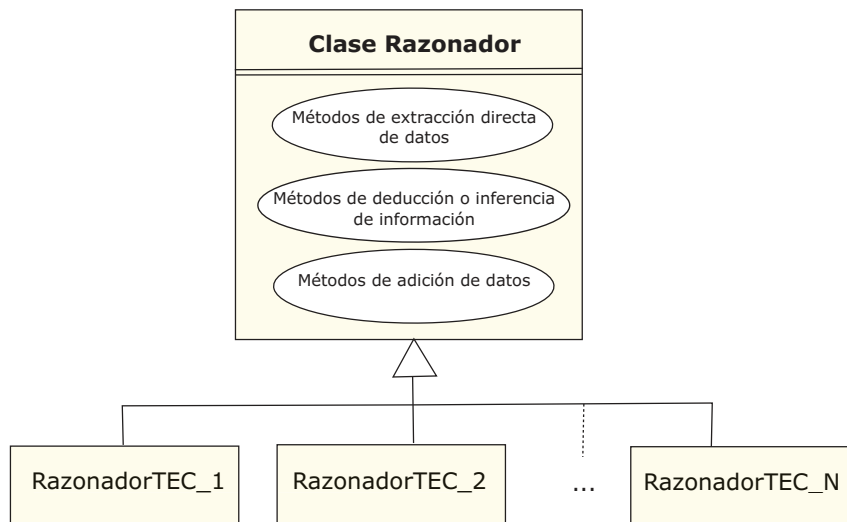 Clase Razonador
Métodos de extracción directa
de datos
Métodos de deducción o inferencia
de información
Métodos de adición de datos
RazonadorTEC_1
RazonadorTEC_2
...
RazonadorTEC_N